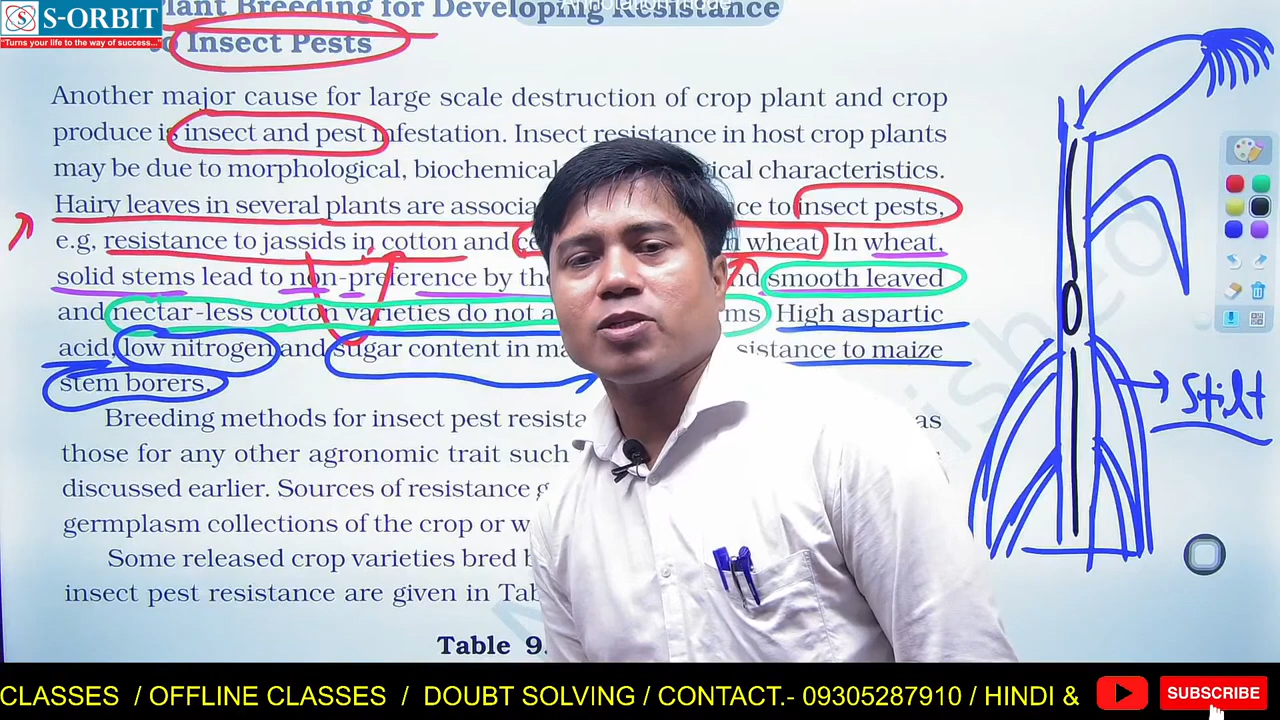 S-ORBIT
"Turns your life to the way of success..."
Plant Breeding for Developing Resistance
to Insect Pests
Another major cause for large scale destruction of crop plant and crop
produce is insect and pest infestation. Insect resistance in host crop plants
may be due to morphological, biochemical characteristics.
Hairy leaves in several plants are to insect pests,
e.g, resistance to jassids in cotton and wheat. In wheat,
solid stems lead to non-preference by the smooth leaved
and nectar-less cotton varieties do not High aspartic
acid, low nitrogen and sugar content in to maize
stem borers.
Stilt
Breeding methods for insect pest as
those for any other agronomic trait such
discussed earlier. Sources of resistance
germplasm collections of the crop or
Some released crop varieties bred
insect pest resistance are given in
Table 9.
CLASSES / OFFLINE CLASSES / DOUBT SOLVING / CONTACT.- 09305287910 / HINDI &
SUBSCRIBE